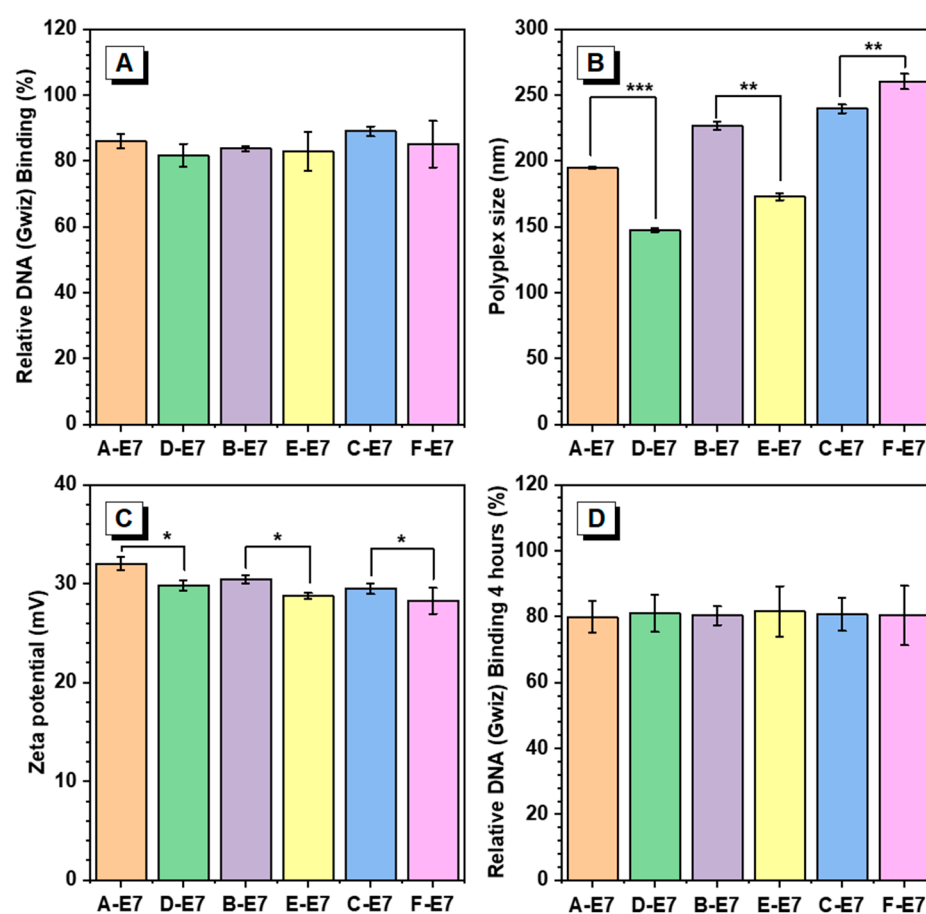 A
Relative DNA (Gwiz) Binding (%)
120
100
80
60
40
20
0
A-E7 D-E7 B-E7 E-E7 C-E7 F-E7
B
Polyplex size (nm)
300
250
200
150
100
50
0
***
**
**
A-E7 D-E7 B-E7 E-E7 C-E7 F-E7
C
Zeta potential (mV)
40
30
20
10
0
*
*
*
A-E7 D-E7 B-E7 E-E7 C-E7 F-E7
D
Relative DNA (Gwiz) Binding 4 hours (%)
120
100
80
60
40
20
0
A-E7 D-E7 B-E7 E-E7 C-E7 F-E7